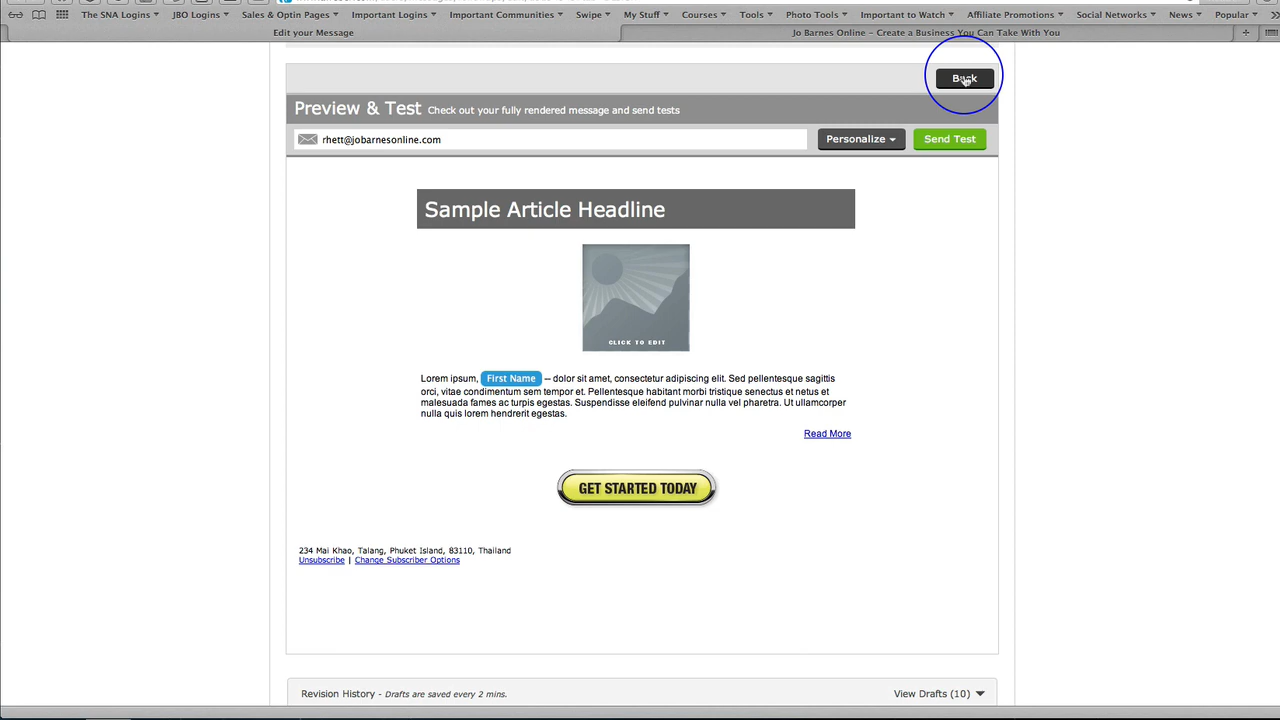 The SNA Logins JBO Logins Sales & Optin Pages Important Logins Important Communities Swipe My Stuff Courses Tools Photo Tools Important to Watch Affiliate Promotions Social Networks News Popular
Edit your Message Jo Barnes Online – Create a Business You Can Take With You
Back
Preview & Test Check out your fully rendered message and send tests
rhett@jobarnesonline.com Personalize Send Test
Sample Article Headline
CLICK TO EDIT
Lorem ipsum, First Name -- dolor sit amet, consectetur adipiscing elit. Sed pellentesque sagittis
orci, vitae condimentum sem tempor et. Pellentesque habitant morbi tristique senectus et netus et
malesuada fames ac turpis egestas. Suspendisse eleifend pulvinar nulla vel pharetra. Ut ullamcorper
nulla quis lorem hendrerit egestas.
Read More
GET STARTED TODAY
234 Mai Khao, Talang, Phuket Island, 83110, Thailand
Unsubscribe | Change Subscriber Options
Revision History - Drafts are saved every 2 mins. View Drafts (10)